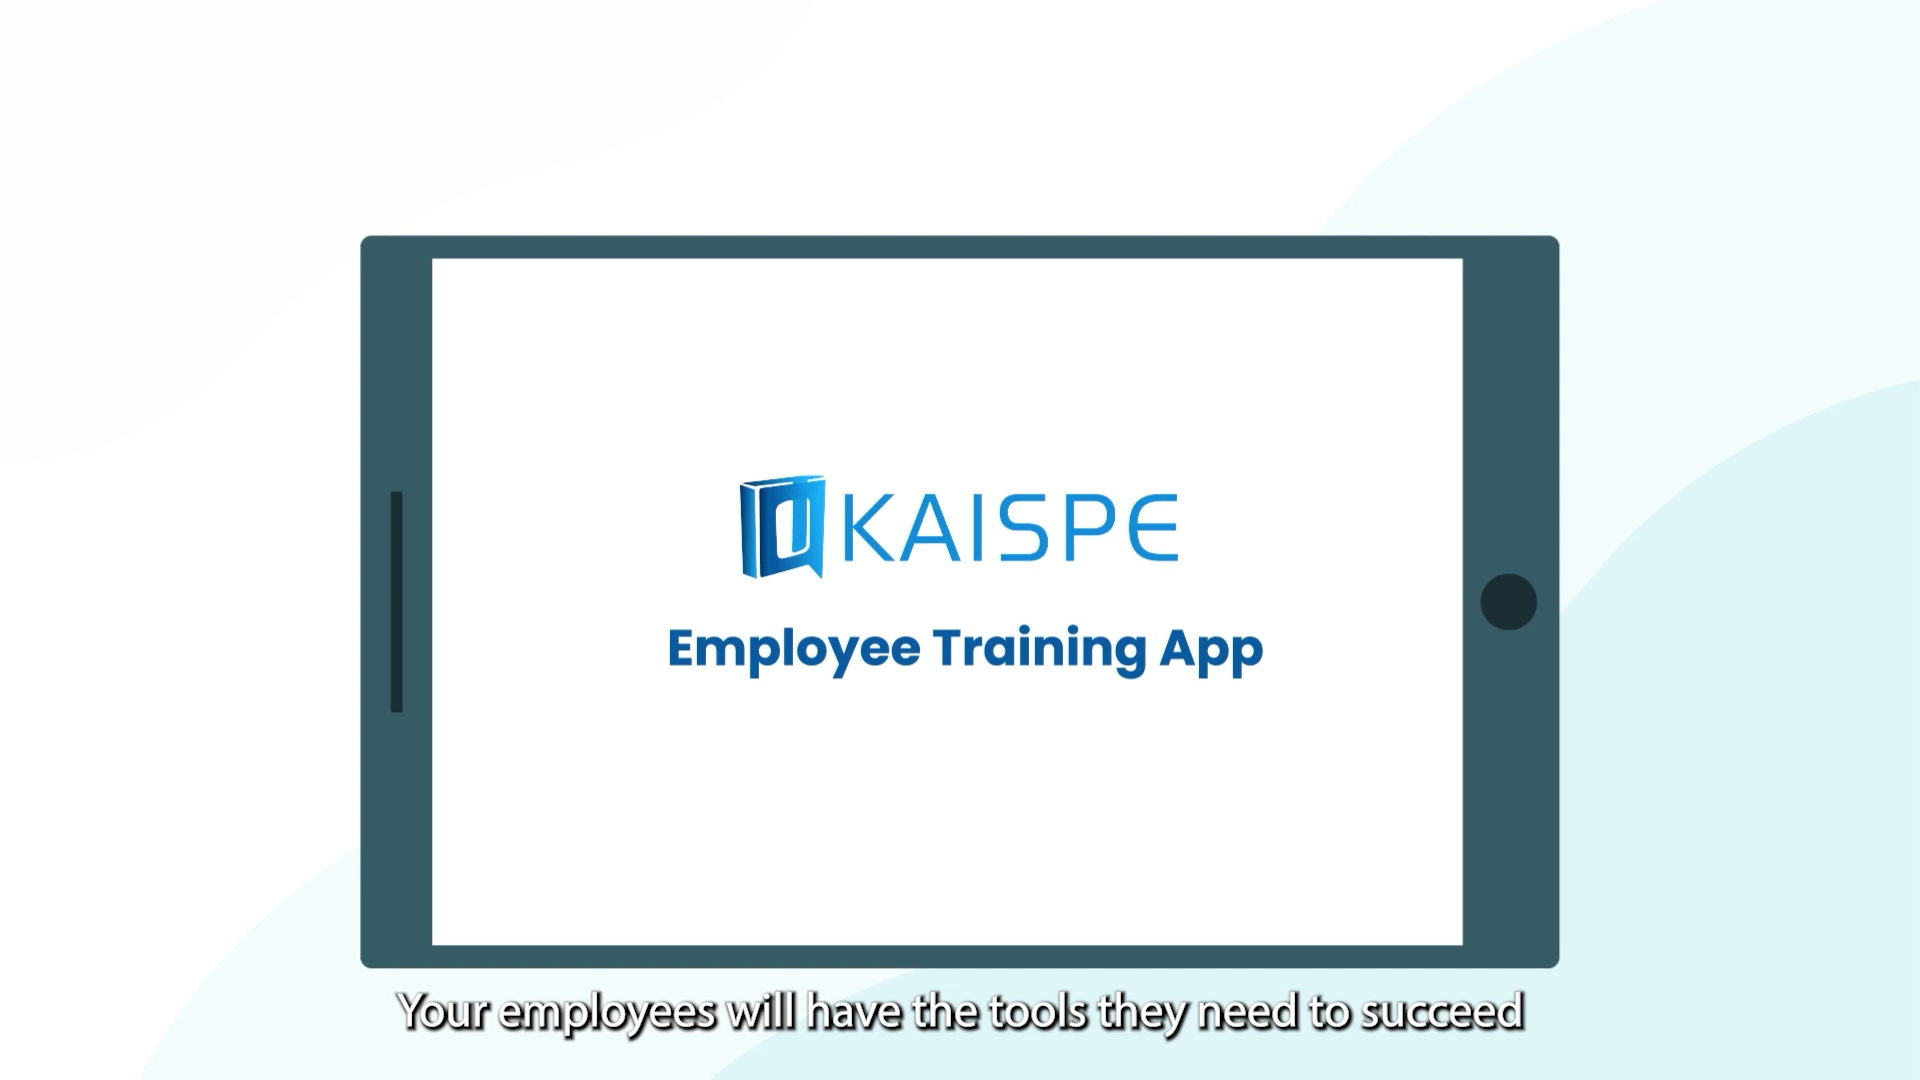 KAISPE
Employee Training App
Your employees will have the tools they need to succeed